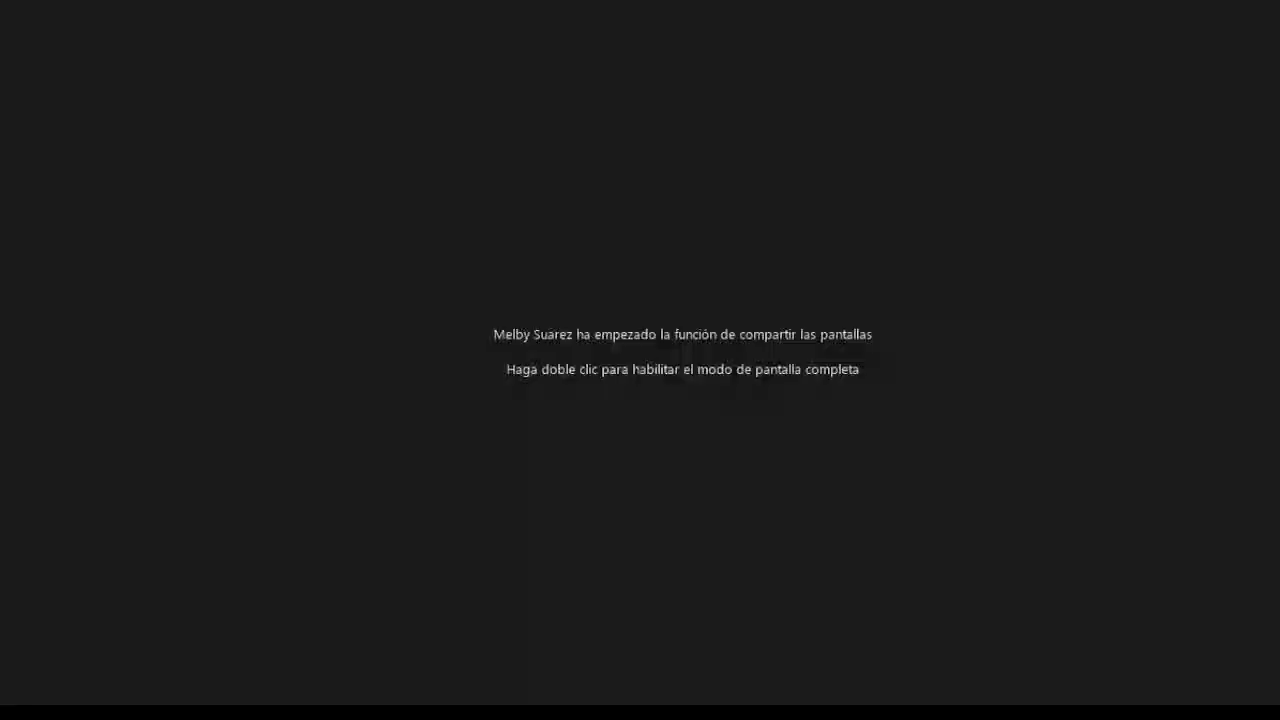 Melby Suarez ha empezado la función de compartir las pantallas
Haga doble clic para habilitar el modo de pantalla completa